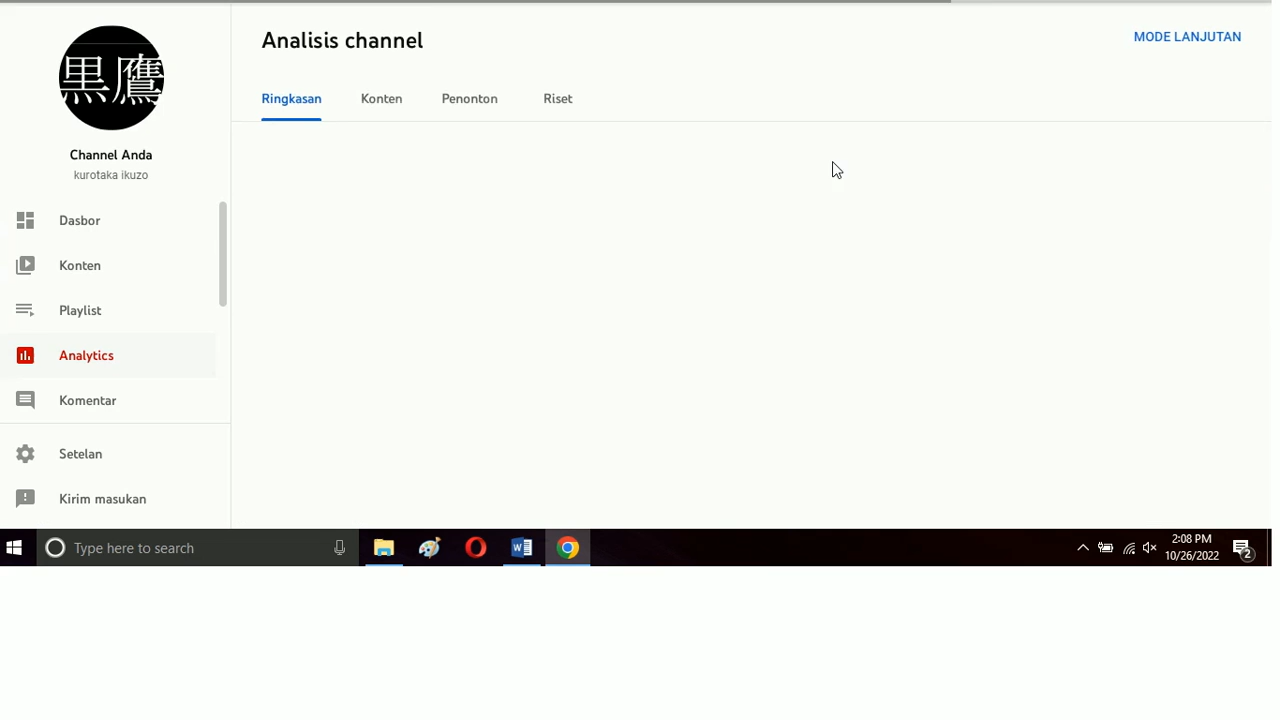 黒鷹
Channel Anda
kurotaka ikuzo
Dasbor
Konten
Playlist
Analytics
Komentar
Setelan
Kirim masukan
Analisis channel
MODE LANJUTAN
Ringkasan Konten Penonton Riset
Type here to search
2:08 PM
10/26/2022
2